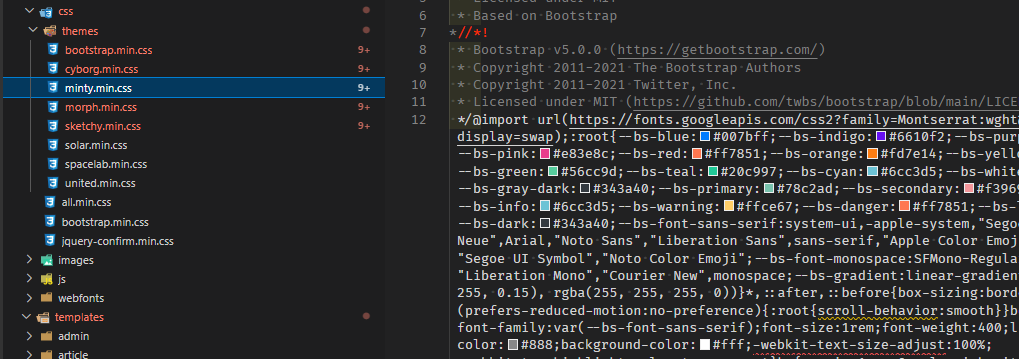 css
themes
bootstrap.min.css 9+
cyborg.min.css 9+
minty.min.css 9+
morph.min.css 9+
sketchy.min.css 9+
solar.min.css
spacelab.min.css
united.min.css
all.min.css
bootstrap.min.css
jquery-confirm.min.css
images
js
webfonts
templates
admin
article
6 * Based on Bootstrap
7 *//*!
8 * Bootstrap v5.0.0 (https://getbootstrap.com/)
9 * Copyright 2011-2021 The Bootstrap Authors
10 * Copyright 2011-2021 Twitter, Inc.
11 * Licensed under MIT (https://github.com/twbs/bootstrap/blob/main/LICE
12 */@import url(https://fonts.googleapis.com/css2?family=Montserrat:wght
display=swap);:root{--bs-blue:#007bff;--bs-indigo:#6610f2;--bs-pur
--bs-pink:#e83e8c;--bs-red:#ff7851;--bs-orange:#fd7e14;--bs-yell
--bs-green:#56cc9d;--bs-teal:#20c997;--bs-cyan:#6cc3d5;--bs-whit
--bs-gray-dark:#343a40;--bs-primary:#78c2ad;--bs-secondary:#f3969
--bs-info:#6cc3d5;--bs-warning:#ffce67;--bs-danger:#ff7851;--bs-l
--bs-dark:#343a40;--bs-font-sans-serif:system-ui,-apple-system,"Segoe
Neue",Arial,"Noto Sans","Liberation Sans",sans-serif,"Apple Color Emoj
"Segoe UI Symbol","Noto Color Emoji";--bs-font-monospace:SFMono-Regula
"Liberation Mono","Courier New",monospace;--bs-gradient:linear-gradien
255, 0.15), rgba(255, 255, 255, 0))}*,::after,::before{box-sizing:bord
(prefers-reduced-motion:no-preference){:root{scroll-behavior:smooth}}b
font-family:var(--bs-font-sans-serif);font-size:1rem;font-weight:400;l
color:#888;background-color:#fff;-webkit-text-size-adjust:100%;